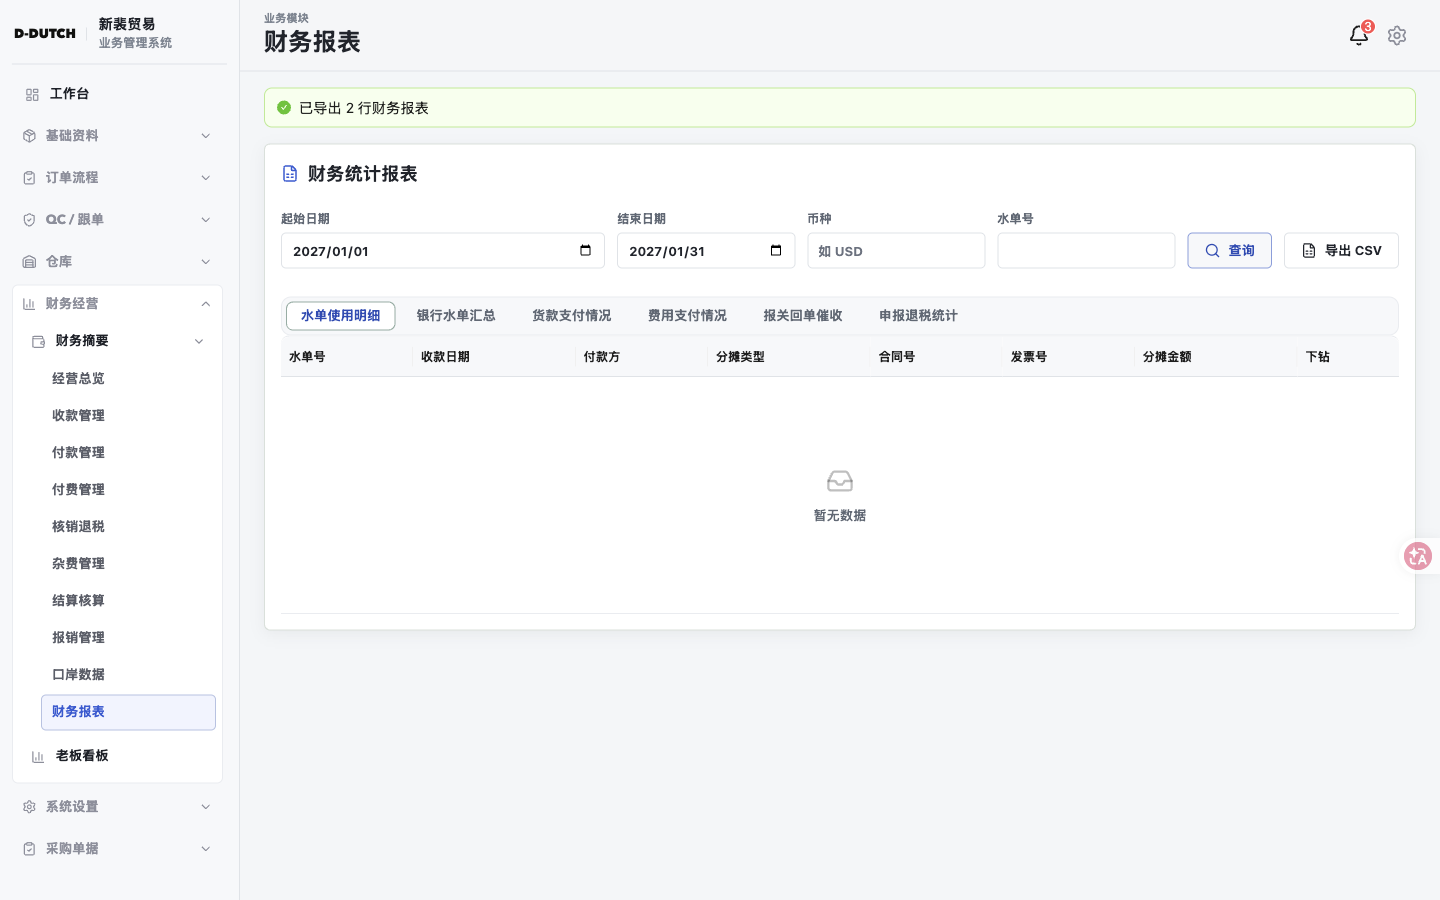 D-DUTCH
新裴贸易
业务管理系统
工作台
基础资料
订单流程
QC / 跟单
仓库
财务经营
财务摘要
经营总览
收款管理
付款管理
付费管理
核销退税
杂费管理
结算核算
报销管理
口岸数据
财务报表
老板看板
系统设置
采购单据
业务模块
财务报表
3
已导出 2 行财务报表
财务统计报表
起始日期
结束日期
币种
水单号
2027/01/01
2027/01/31
如 USD
查询
导出 CSV
水单使用明细
银行水单汇总
货款支付情况
费用支付情况
报关回单催收
申报退税统计
水单号
收款日期
付款方
分摊类型
合同号
发票号
分摊金额
下钻
暂无数据
A